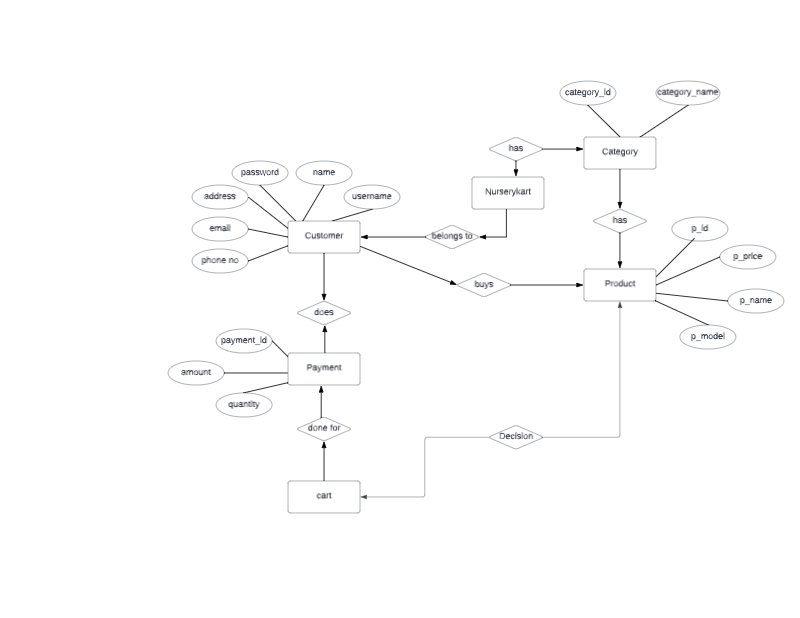 category_id
category_name
has
Category
password
name
Nurserykart
address
username
has
email
Customer
belongs to
p_id
phone no
p_price
buys
Product
p_name
does
payment_id
p_model
amount
Payment
quantity
done for
Decision
cart